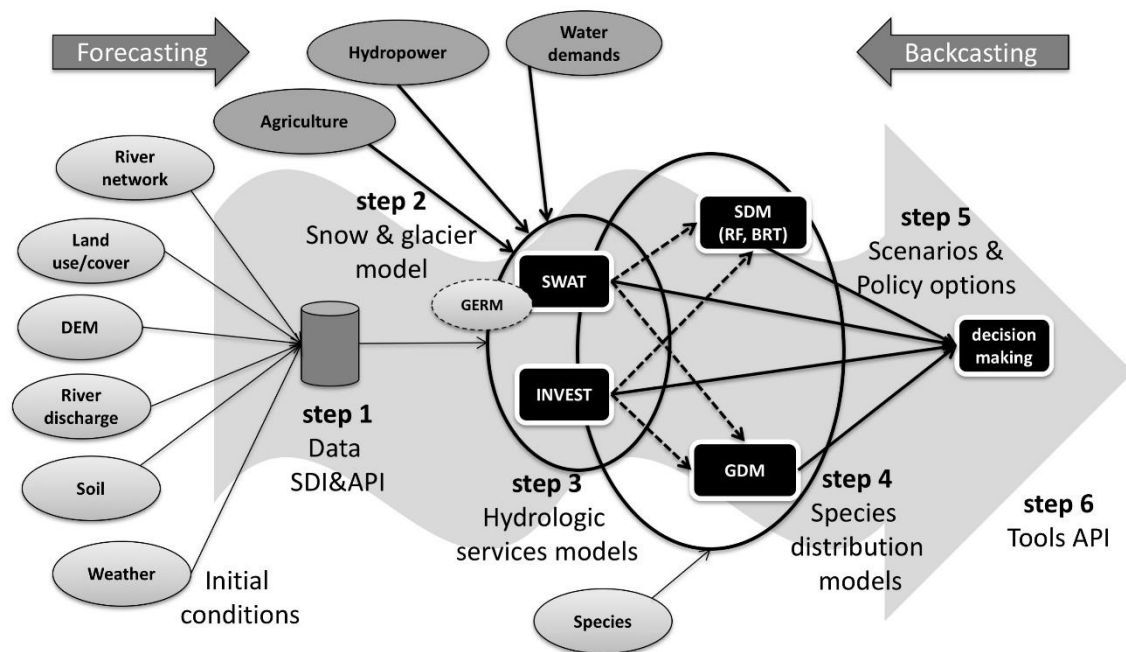 Forecasting
Hydropower
Water
demands
Backcasting
Agriculture
River
network
Land
use/cover
DEM
River
discharge
Soil
Weather
Initial
conditions
step 1
Data
SDI&API
step 2
Snow & glacier
model
GERM
SWAT
INVEST
step 3
Hydrologic
services models
SDM
(RF, BRT)
GDM
step 4
Species
distribution
models
Species
step 5
Scenarios &
Policy options
decision
making
step 6
Tools API